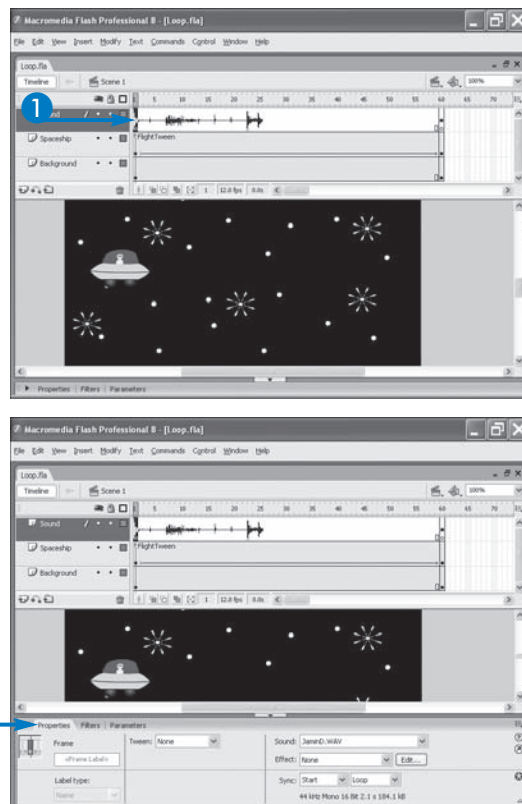 Macromedia Flash Professional 8 - [Loop.fla]
File Edit View Insert Modify Text Commands Control Window Help
Loop.fla
Timeline Scene 1 100%
1
1 5 10 15 20 25 30 35 40 45 50 55 60 65 70
Spaceship FlightTween
Background
1 12.0 fps 0.0s
Properties Filters Parameters
Macromedia Flash Professional 8 - [Loop.fla]
File Edit View Insert Modify Text Commands Control Window Help
Loop.fla
Timeline Scene 1 100%
1 5 10 15 20 25 30 35 40 45 50 55 60 65 70
Sound
Spaceship FlightTween
Background
1 12.0 fps 0.0s
Properties Filters Parameters
Frame Tween: None Sound: JaminD.WAV
<Frame Label> Effect: None Edit...
Label type: Sync: Start Loop
Name 44 kHz Mono 16 Bit 2.1 s 184.1 kB